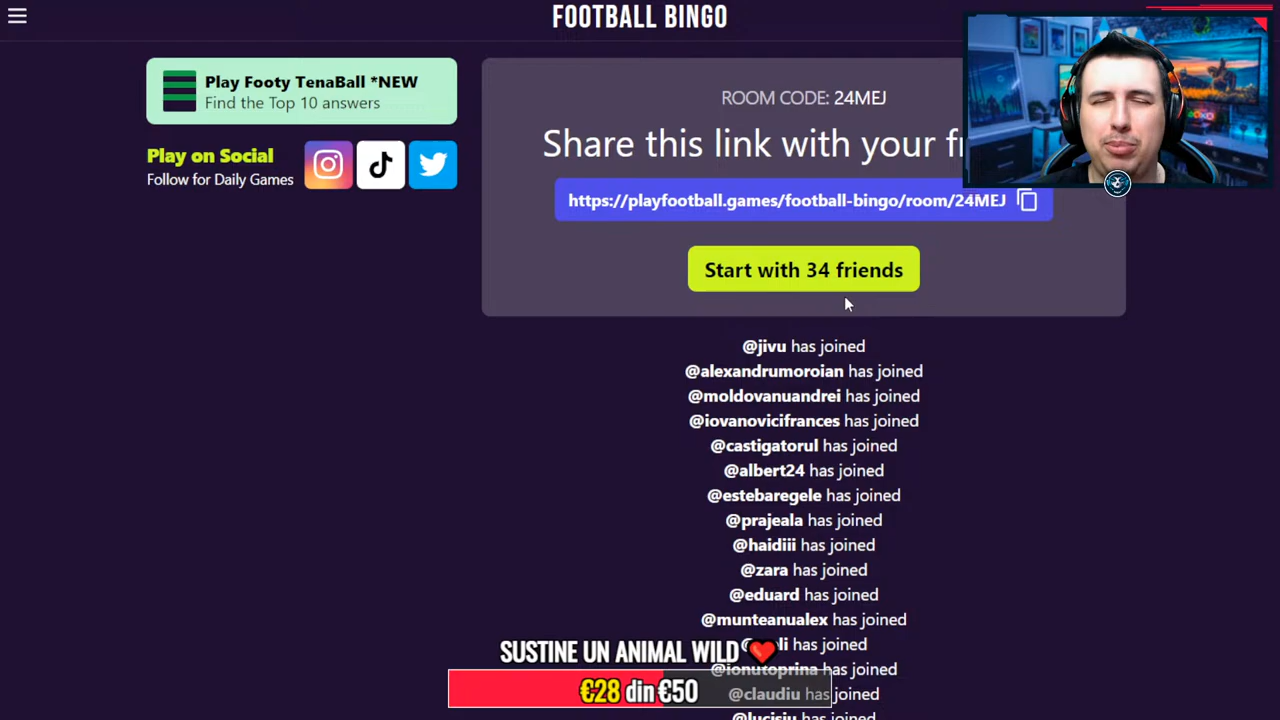 FOOTBALL BINGO
Play Footy TenaBall *NEW
Find the Top 10 answers
Play on Social
Follow for Daily Games
ROOM CODE: 24MEJ
Share this link with your
https://playfootball.games/football-bingo/room/24MEJ
Start with 34 friends
@jivu has joined
@alexandrumoroian has joined
@moldovanuandrei has joined
@iovanovicifrances has joined
@castigatorul has joined
@albert24 has joined
@estebaregele has joined
@prajeala has joined
@haidiii has joined
@zara has joined
@eduard has joined
@munteanualex has joined
has joined
@ionutoprina has joined
@claudiu has joined
@lucisiu has joined
SUSTINE UN ANIMAL WILD ❤️
€28 din €50